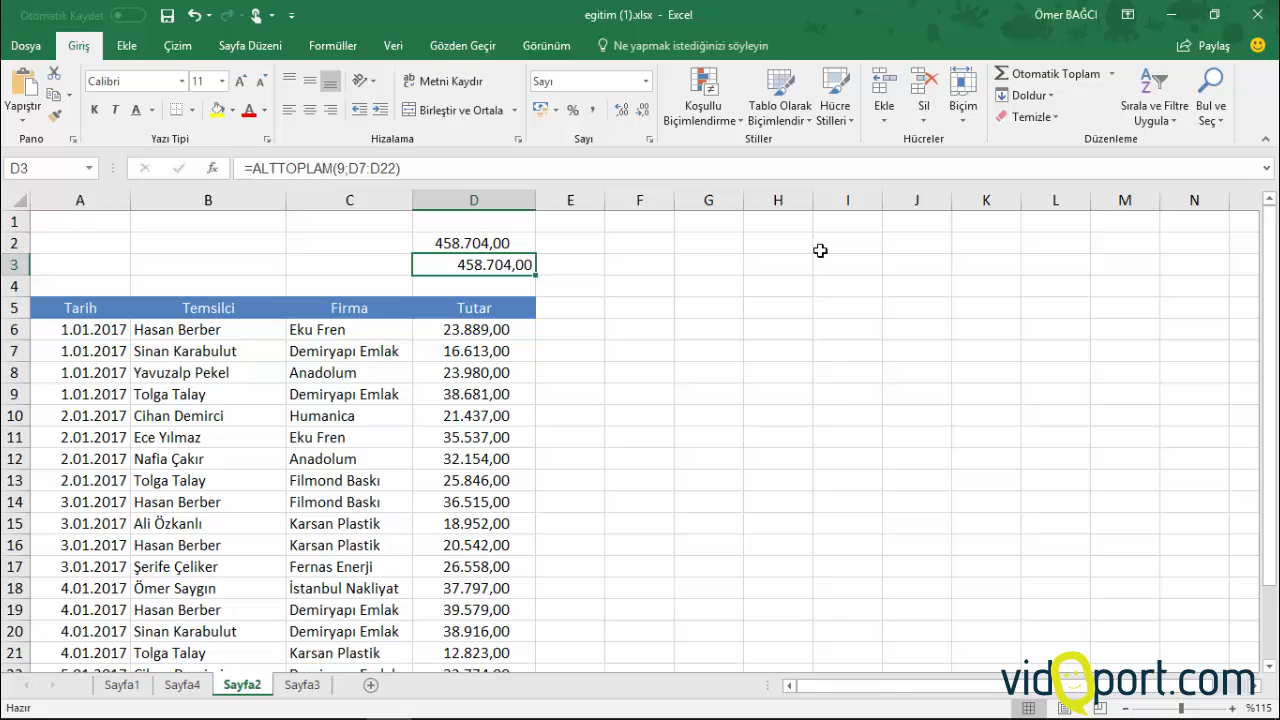 Otomatik Kaydet
egitim (1).xlsx - Excel
Ömer BAĞCI
Dosya Giriş Ekle Çizim Sayfa Düzeni Formüller Veri Gözden Geçir Görünüm Ne yapmak istediğinizi söyleyin Paylaş
Yapıştır
Calibri 11
K T A
Metni Kaydır
Birleştir ve Ortala
Sayı
Koşullu Biçimlendirme
Tablo Olarak Biçimlendir
Hücre Stilleri
Ekle Sil Biçim
Otomatik Toplam
Doldur
Temizle
Sırala ve Filtre Uygula
Bul ve Seç
Pano Yazı Tipi Hizalama Sayı Stiller Hücreler Düzenleme
D3 fx =ALTTOPLAM(9;D7:D22)
A B C D E F G H I J K L M N
1
2 458.704,00
3 458.704,00
4
5 Tarih Temsilci Firma Tutar
6 1.01.2017 Hasan Berber Eku Fren 23.889,00
7 1.01.2017 Sinan Karabulut Demiryapı Emlak 16.613,00
8 1.01.2017 Yavuzalp Pekel Anadolum 23.980,00
9 1.01.2017 Tolga Talay Demiryapı Emlak 38.681,00
10 2.01.2017 Cihan Demirci Humanica 21.437,00
11 2.01.2017 Ece Yılmaz Eku Fren 35.537,00
12 2.01.2017 Nafia Çakır Anadolum 32.154,00
13 2.01.2017 Tolga Talay Filmond Baskı 25.846,00
14 3.01.2017 Hasan Berber Filmond Baskı 36.515,00
15 3.01.2017 Ali Özkanlı Karsan Plastik 18.952,00
16 3.01.2017 Hasan Berber Karsan Plastik 20.542,00
17 3.01.2017 Şerife Çeliker Fernas Enerji 26.558,00
18 4.01.2017 Ömer Saygın İstanbul Nakliyat 37.797,00
19 4.01.2017 Hasan Berber Demiryapı Emlak 39.579,00
20 4.01.2017 Sinan Karabulut Demiryapı Emlak 38.916,00
21 4.01.2017 Tolga Talay Karsan Plastik 12.823,00
Sayfa1 Sayfa4 Sayfa2 Sayfa3
vidQport.com
Hazır
%115